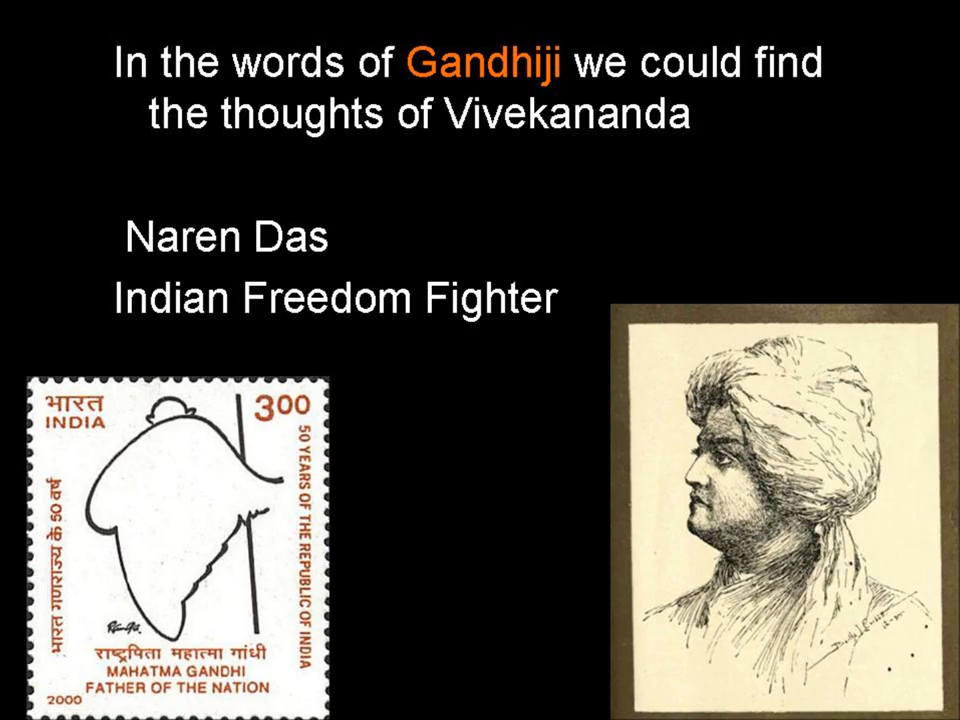 In the words of Gandhiji we could find
the thoughts of Vivekananda
Naren Das
Indian Freedom Fighter
भारत
INDIA
300
50 YEARS OF THE REPUBLIC OF INDIA
भारत गणराज्य के 50 वर्ष
राष्ट्रपिता महात्मा गांधी
MAHATMA GANDHI
FATHER OF THE NATION
2000